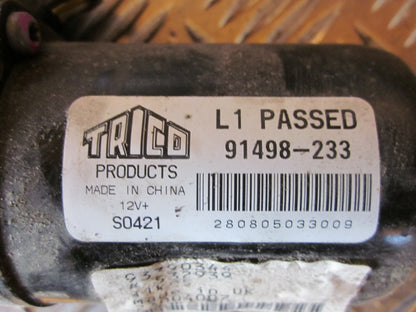 TRICO
PRODUCTS
MADE IN CHINA
12V+
S0421
L1 PASSED
91498-233
280805033009